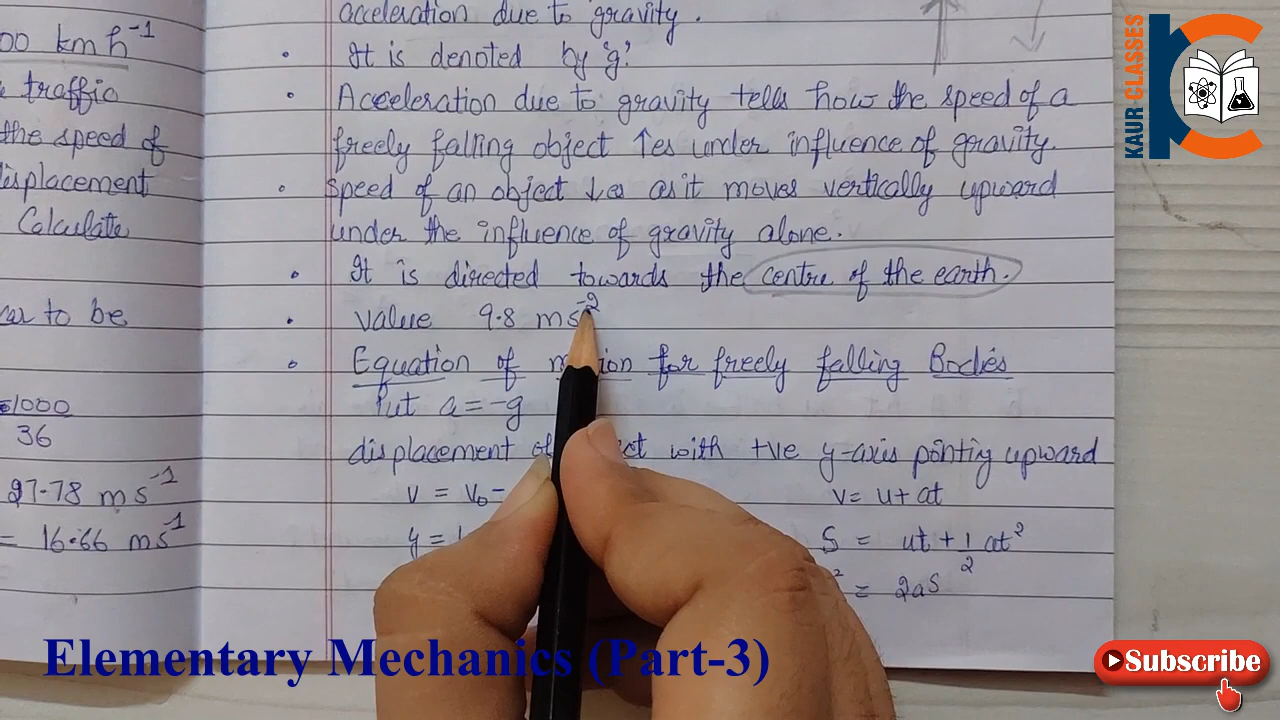 00 km h⁻¹
traffic
the speed of
displacement
Calculate
to be
1000
36
27.78 ms⁻¹
= 16.66 ms⁻¹
acceleration due to gravity.
• It is denoted by 'g'
• Acceleration due to gravity tells how the speed of a
freely falling object ↑es under influence of gravity.
• speed of an object ↓es as it moves vertically upward
under the influence of gravity alone.
• It is directed towards the centre of the earth.
• Value 9.8 ms⁻²
• Equation of motion for freely falling Bodies
Put a = -g
displacement of with +ve y-axis pointiy upward
v = v₀ -
v = u + at
y =
S = ut + 1/2 at²
² = 2aS
KAUR CLASSES
Elementary Mechanics (Part-3)
Subscribe